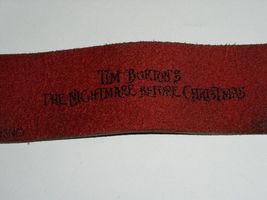 TIM BURTON'S
THE NIGHTMARE BEFORE CHRISTMAS